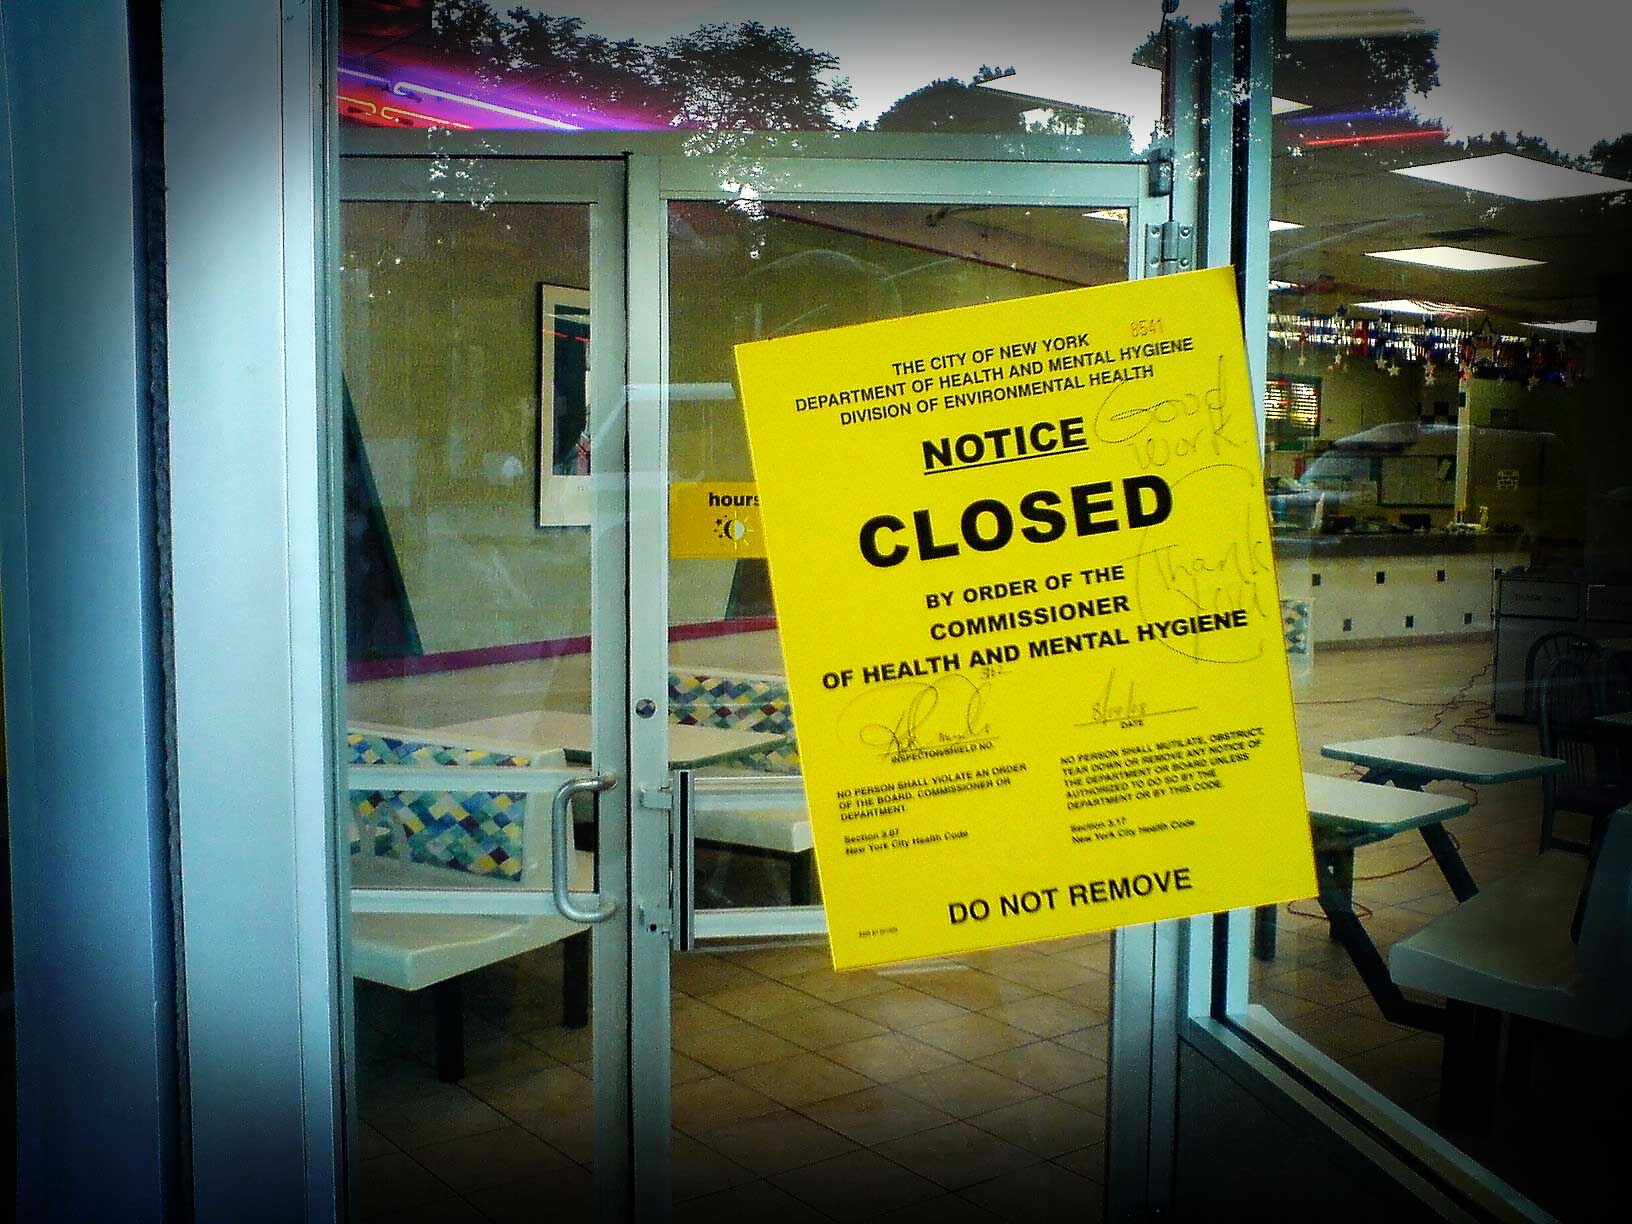 8541
THE CITY OF NEW YORK
DEPARTMENT OF HEALTH AND MENTAL HYGIENE
DIVISION OF ENVIRONMENTAL HEALTH
NOTICE
Good
work
CLOSED
Thank
You
BY ORDER OF THE
COMMISSIONER
OF HEALTH AND MENTAL HYGIENE
INSPECTOR/SHIELD NO.
DATE
NO PERSON SHALL VIOLATE AN ORDER
OF THE BOARD, COMMISSIONER OR
DEPARTMENT.
Section 3.07
New York City Health Code
NO PERSON SHALL MUTILATE, OBSTRUCT,
TEAR DOWN OR REMOVE ANY NOTICE OF
THE DEPARTMENT OR BOARD UNLESS
AUTHORIZED TO DO SO BY THE
DEPARTMENT OR BY THIS CODE.
Section 3.17
New York City Health Code
DO NOT REMOVE
hours
THANK YOU